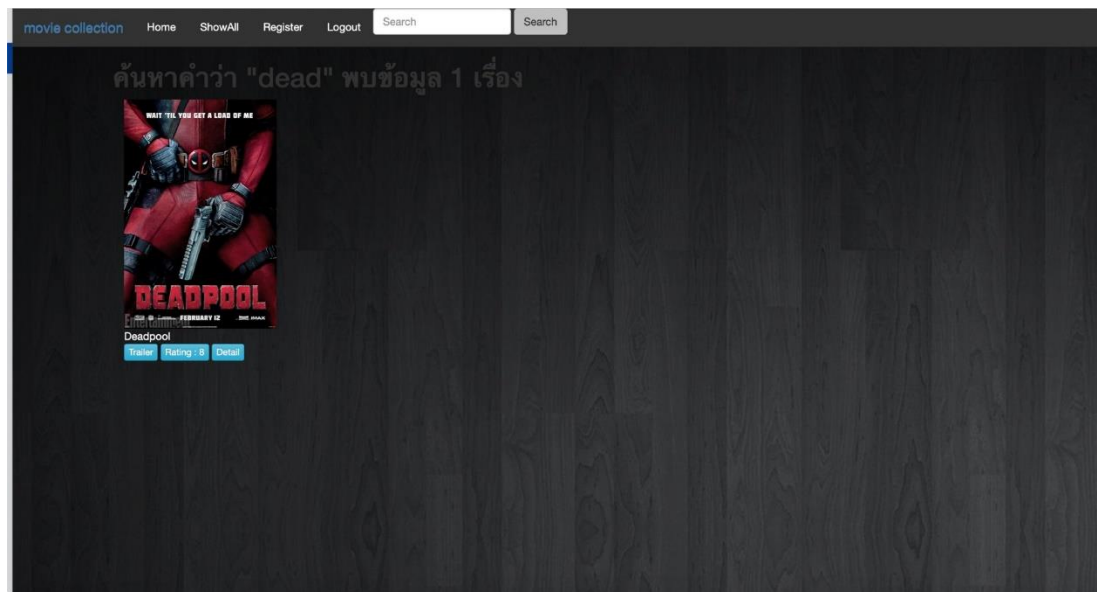 movie collection Home ShowAll Register Logout Search Search
ค้นหาคำว่า "dead" พบข้อมูล 1 เรื่อง
WAIT 'TIL YOU GET A LOAD OF ME
DEADPOOL
FEBRUARY 12
IMAX
Entertainment
Deadpool
Trailer Rating : 8 Detail